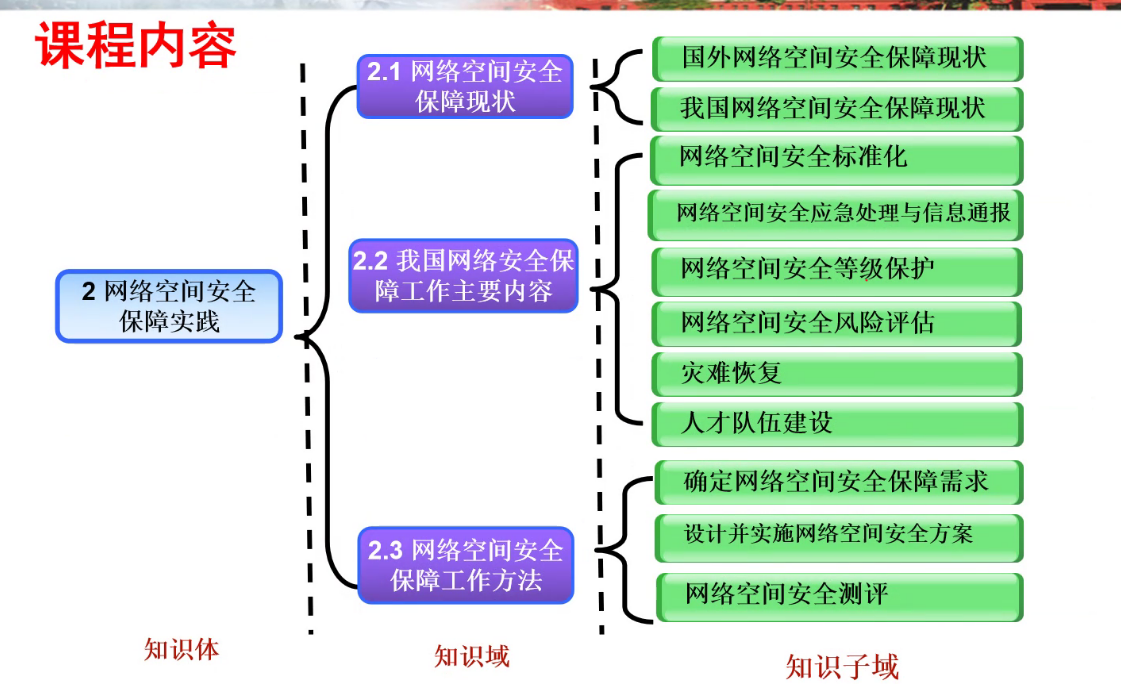 课程内容
2 网络空间安全
保障实践
2.1 网络空间安全
保障现状
国外网络空间安全保障现状
我国网络空间安全保障现状
2.2 我国网络安全保
障工作主要内容
网络空间安全标准化
网络空间安全应急处理与信息通报
网络空间安全等级保护
网络空间安全风险评估
灾难恢复
人才队伍建设
2.3 网络空间安全
保障工作方法
确定网络空间安全保障需求
设计并实施网络空间安全方案
网络空间安全测评
知识体
知识域
知识子域